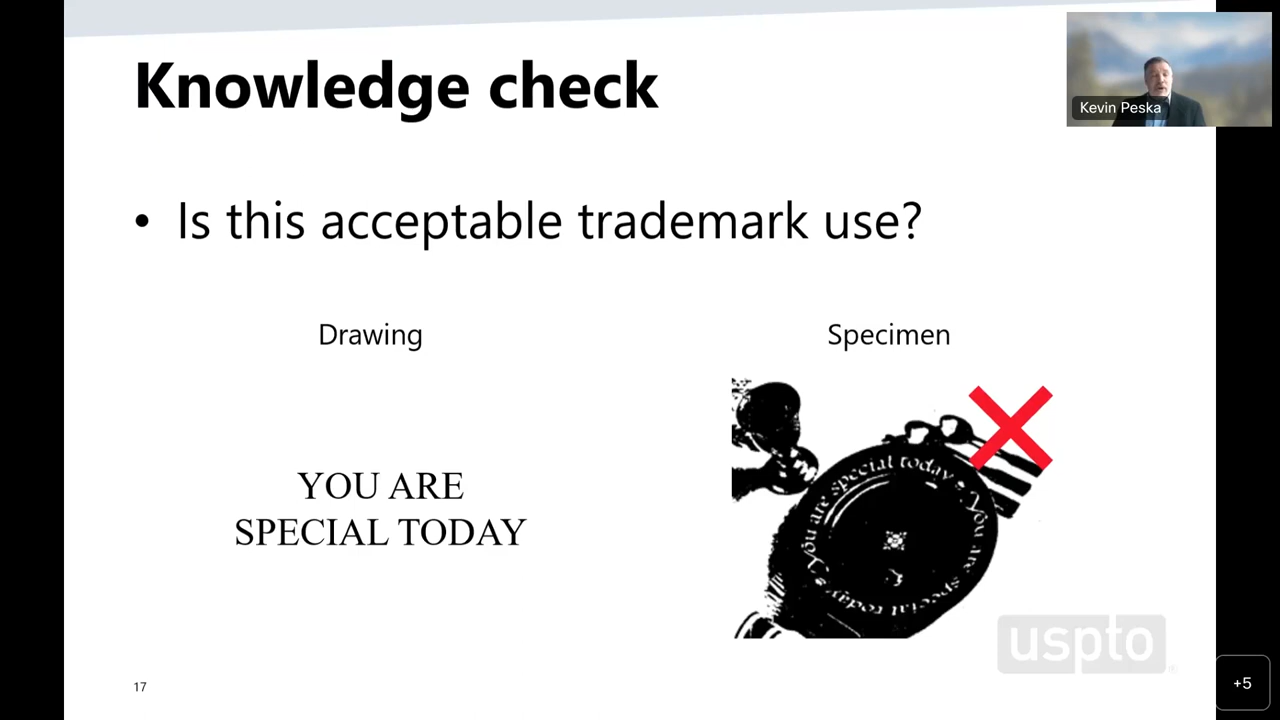 Knowledge check
Kevin Peska
• Is this acceptable trademark use?
Drawing
Specimen
YOU ARE
SPECIAL TODAY
You are special today • You are special today •
uspto
17
+5